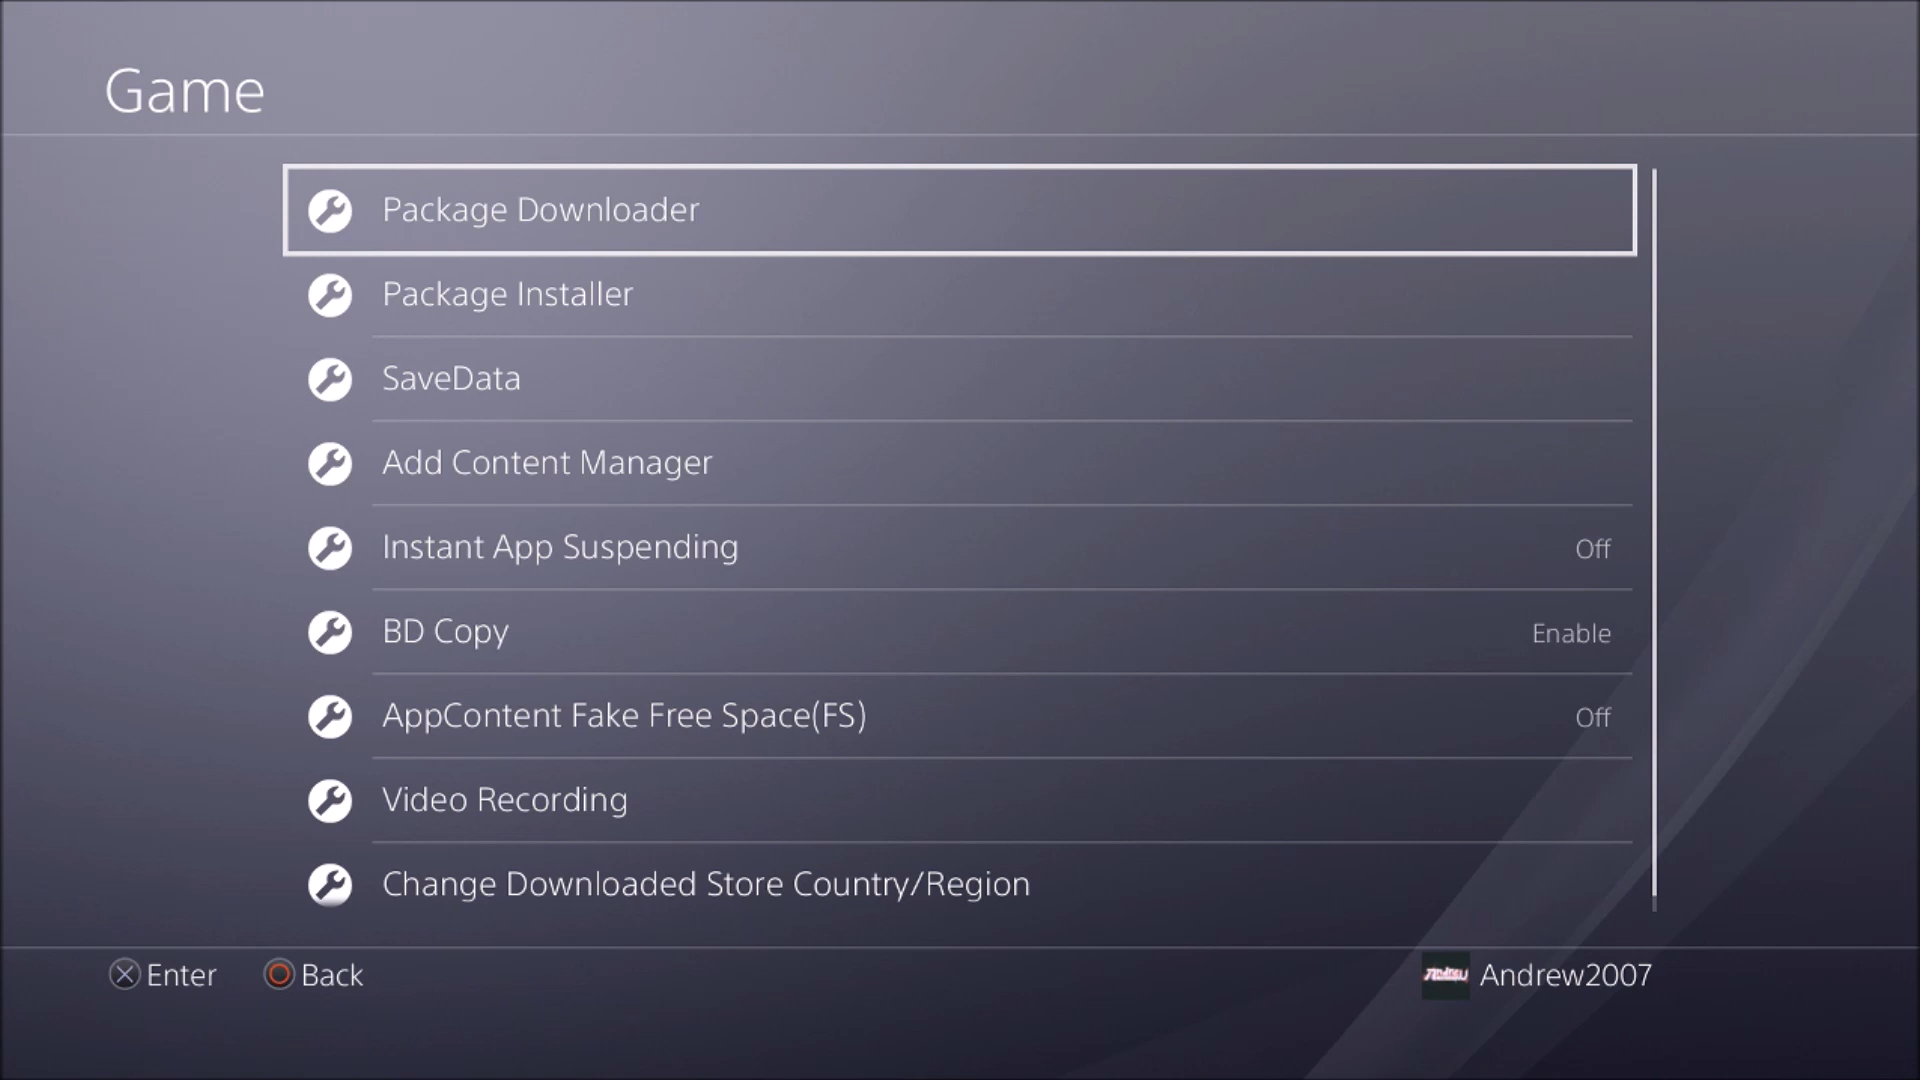 Game
Package Downloader
Package Installer
SaveData
Add Content Manager
Instant App Suspending Off
BD Copy Enable
AppContent Fake Free Space(FS) Off
Video Recording
Change Downloaded Store Country/Region
Enter Back Andrew2007